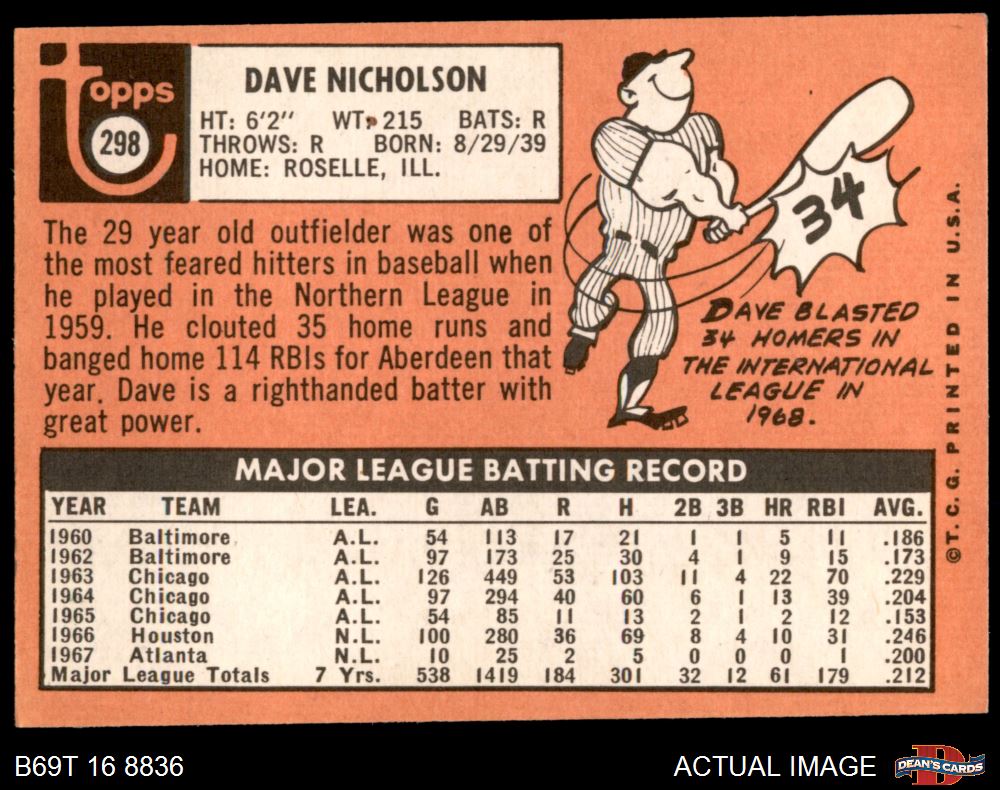 topps
298
DAVE NICHOLSON
HT: 6'2" WT: 215 BATS: R
THROWS: R BORN: 8/29/39
HOME: ROSELLE, ILL.
The 29 year old outfielder was one of
the most feared hitters in baseball when
he played in the Northern League in
1959. He clouted 35 home runs and
banged home 114 RBIs for Aberdeen that
year. Dave is a righthanded batter with
great power.
34
DAVE BLASTED
34 HOMERS IN
THE INTERNATIONAL
LEAGUE IN
1968.
©T.C.G. PRINTED IN U.S.A.
MAJOR LEAGUE BATTING RECORD
YEAR TEAM LEA. G AB R H 2B 3B HR RBI AVG.
1960 Baltimore A.L. 54 113 17 21 1 1 5 11 .186
1962 Baltimore A.L. 97 173 25 30 4 1 9 15 .173
1963 Chicago A.L. 126 449 53 103 11 4 22 70 .229
1964 Chicago A.L. 97 294 40 60 6 1 13 39 .204
1965 Chicago A.L. 54 85 11 13 2 1 2 12 .153
1966 Houston N.L. 100 280 36 69 8 4 10 31 .246
1967 Atlanta N.L. 10 25 2 5 0 0 0 1 .200
Major League Totals 7 Yrs. 538 1419 184 301 32 12 61 179 .212
B69T 16 8836
ACTUAL IMAGE
DEAN'S CARDS